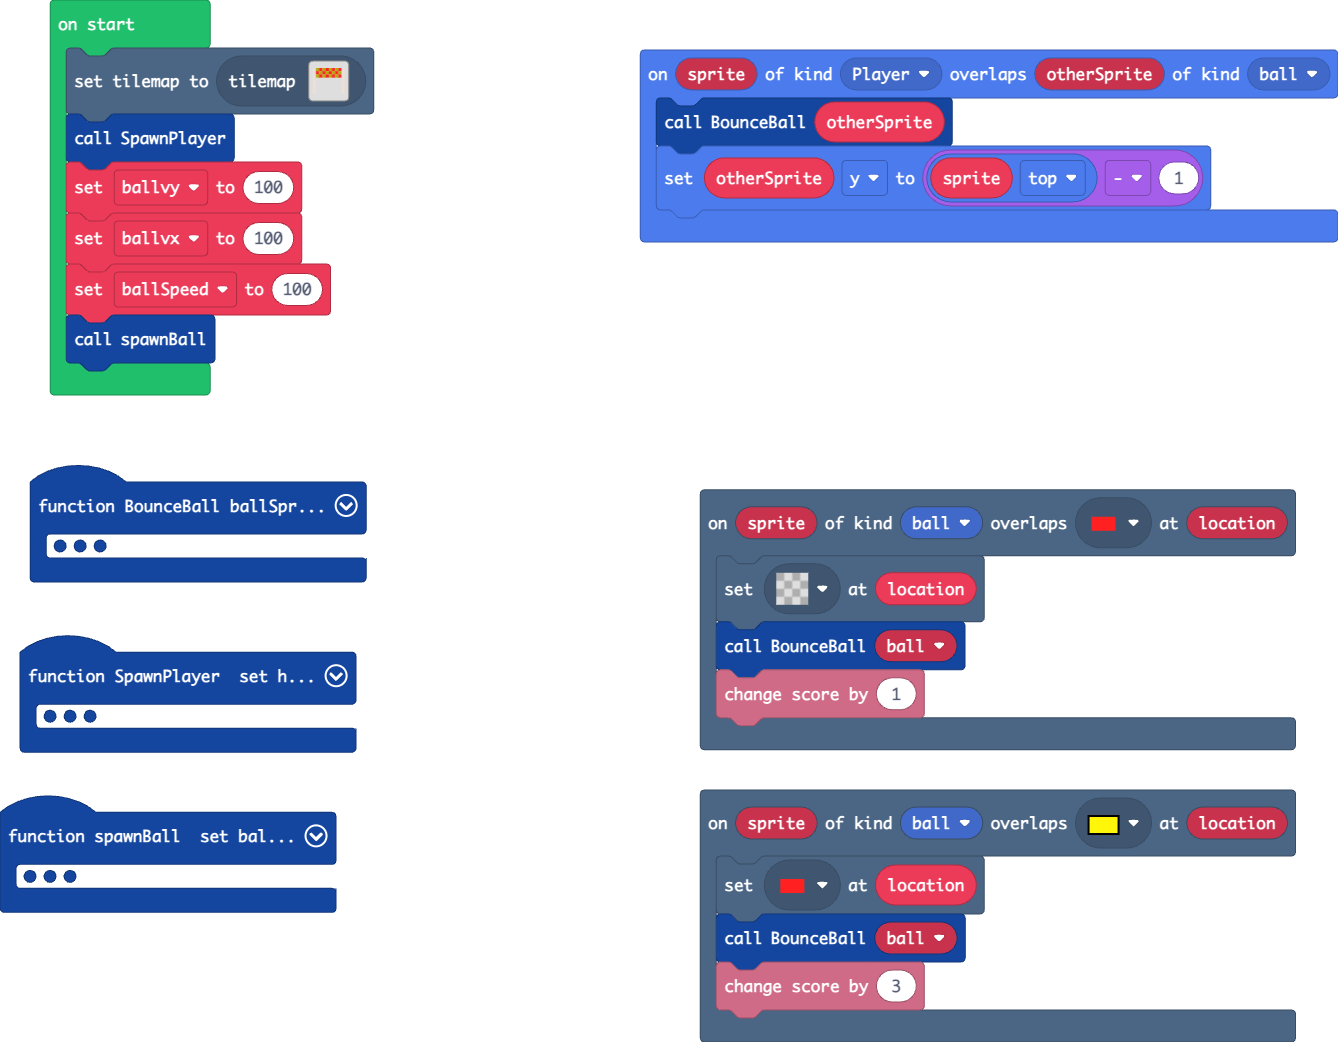 on start
set tilemap to tilemap
call SpawnPlayer
set ballvy to 100
set ballvx to 100
set ballSpeed to 100
call spawnBall
on sprite of kind Player overlaps otherSprite of kind ball
call BounceBall otherSprite
set otherSprite y to sprite top - 1
function BounceBall ballSpr...
function SpawnPlayer set h...
function spawnBall set bal...
on sprite of kind ball overlaps at location
set at location
call BounceBall ball
change score by 1
on sprite of kind ball overlaps at location
set at location
call BounceBall ball
change score by 3